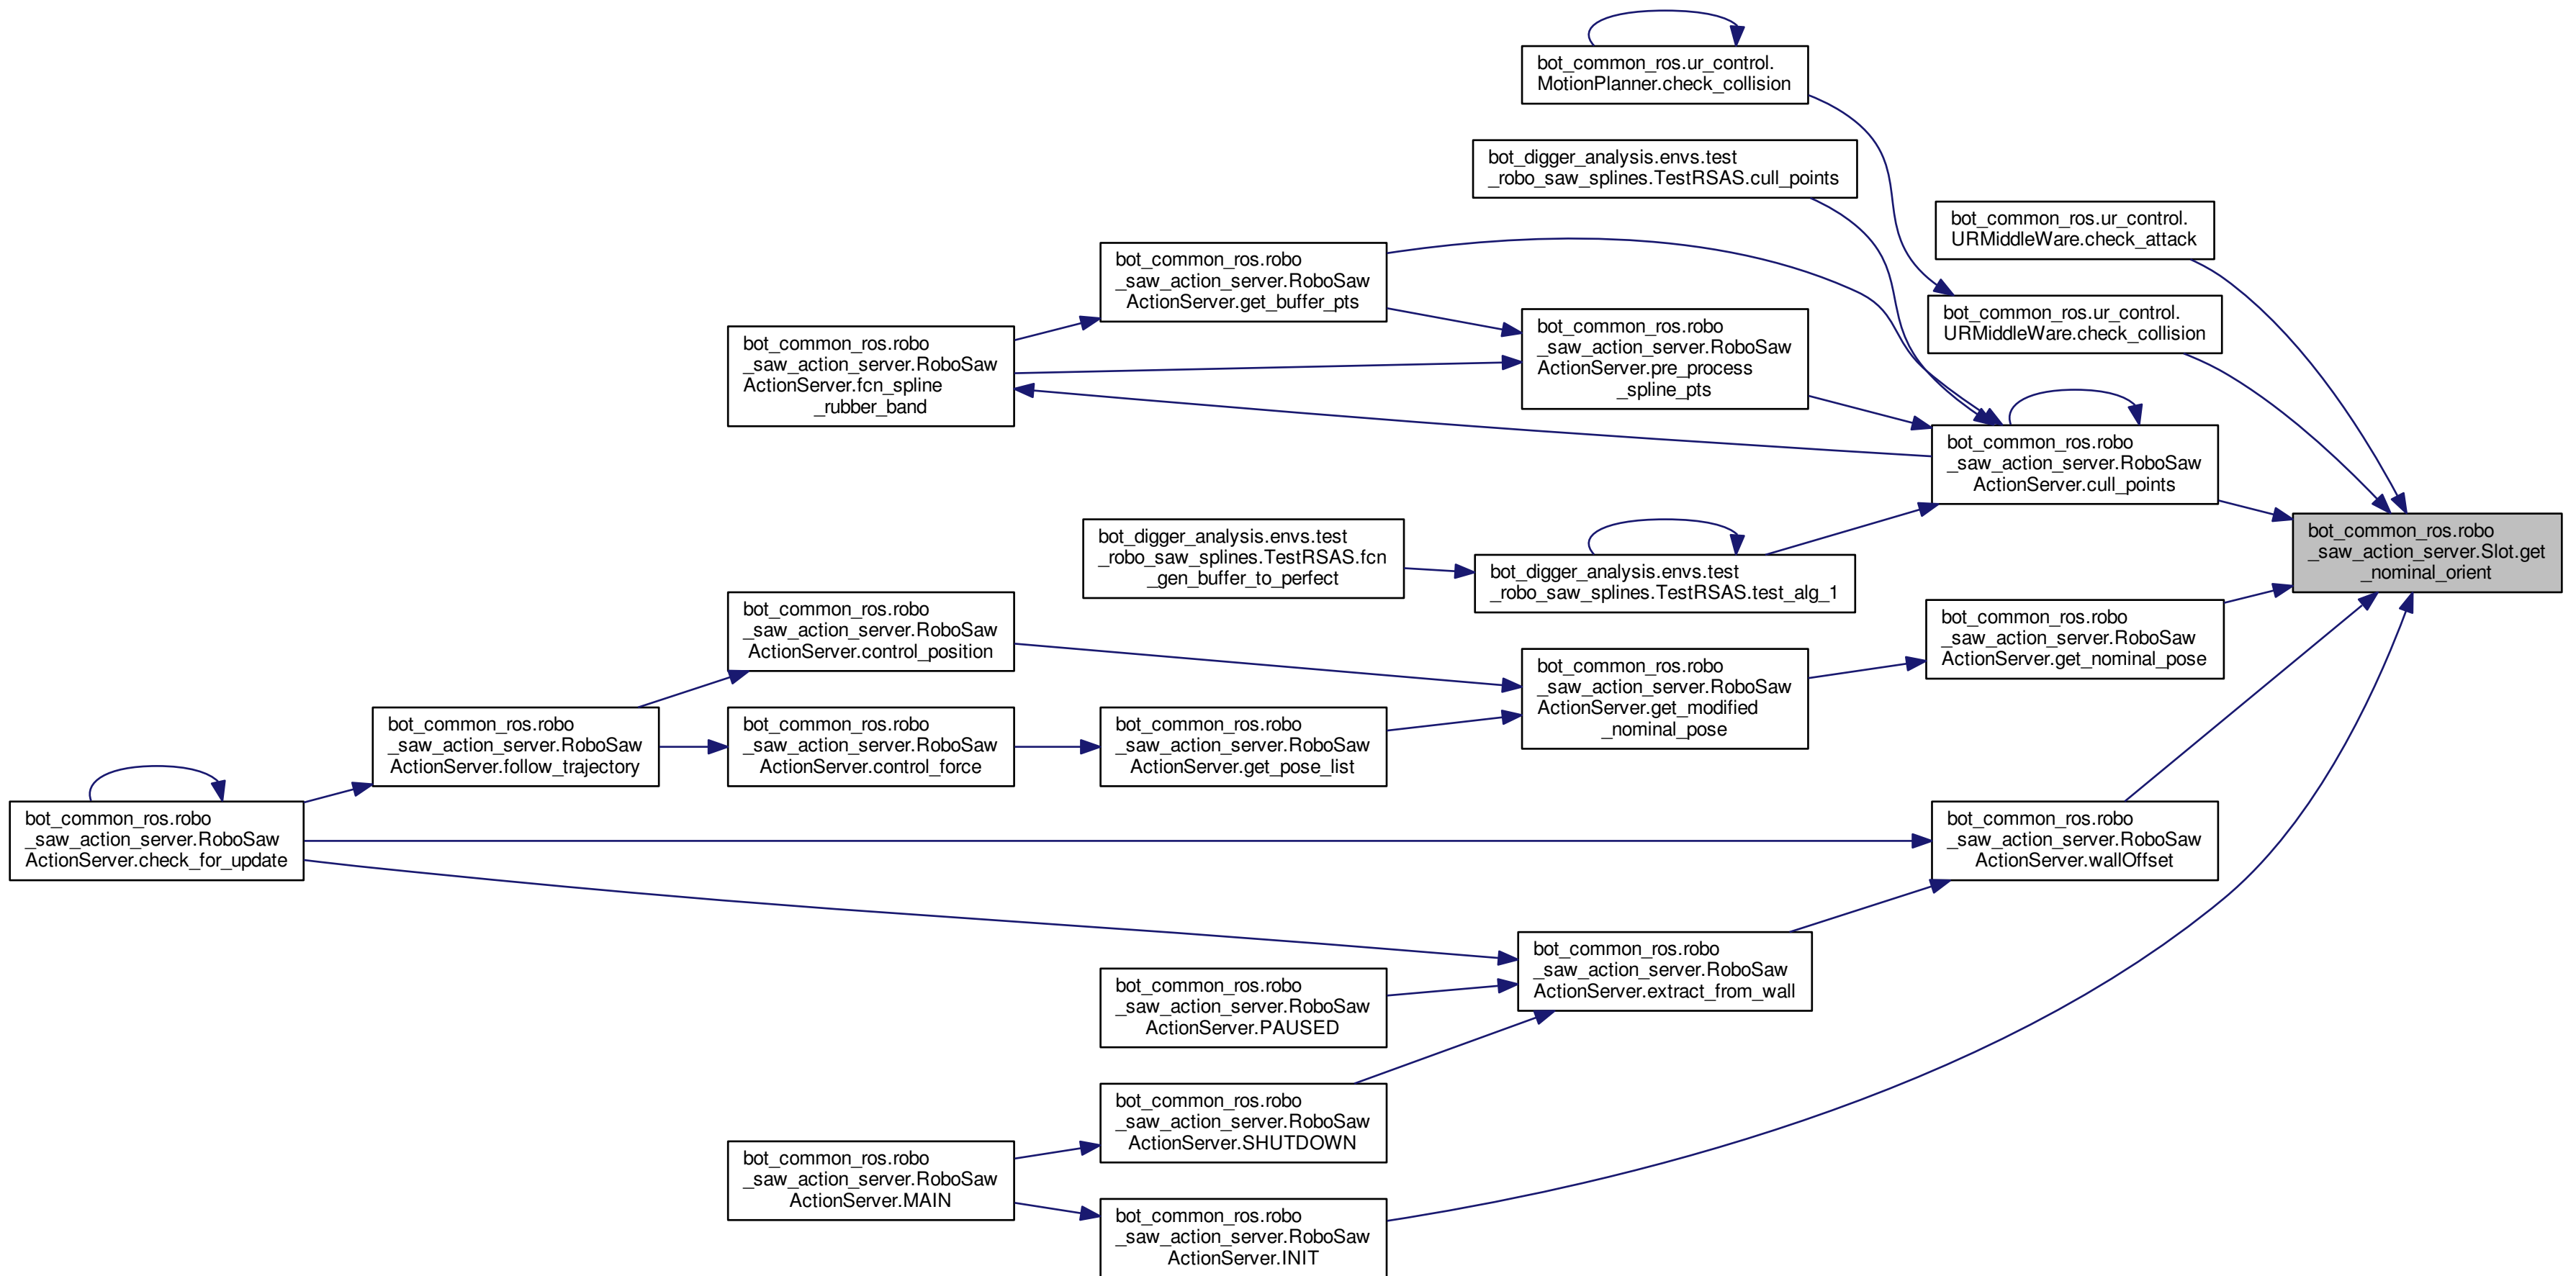 bot_common_ros.ur_control.
MotionPlanner.check_collision
bot_digger_analysis.envs.test
_robo_saw_splines.TestRSAS.cull_points
bot_common_ros.ur_control.
URMiddleWare.check_attack
bot_common_ros.robo
_saw_action_server.RoboSaw
ActionServer.get_buffer_pts
bot_common_ros.ur_control.
URMiddleWare.check_collision
bot_common_ros.robo
_saw_action_server.RoboSaw
ActionServer.pre_process
_spline_pts
bot_common_ros.robo
_saw_action_server.RoboSaw
ActionServer.fcn_spline
_rubber_band
bot_common_ros.robo
_saw_action_server.RoboSaw
ActionServer.cull_points
bot_common_ros.robo
_saw_action_server.Slot.get
_nominal_orient
bot_digger_analysis.envs.test
_robo_saw_splines.TestRSAS.fcn
_gen_buffer_to_perfect
bot_digger_analysis.envs.test
_robo_saw_splines.TestRSAS.test_alg_1
bot_common_ros.robo
_saw_action_server.RoboSaw
ActionServer.control_position
bot_common_ros.robo
_saw_action_server.RoboSaw
ActionServer.get_nominal_pose
bot_common_ros.robo
_saw_action_server.RoboSaw
ActionServer.get_modified
_nominal_pose
bot_common_ros.robo
_saw_action_server.RoboSaw
ActionServer.follow_trajectory
bot_common_ros.robo
_saw_action_server.RoboSaw
ActionServer.control_force
bot_common_ros.robo
_saw_action_server.RoboSaw
ActionServer.get_pose_list
bot_common_ros.robo
_saw_action_server.RoboSaw
ActionServer.check_for_update
bot_common_ros.robo
_saw_action_server.RoboSaw
ActionServer.wallOffset
bot_common_ros.robo
_saw_action_server.RoboSaw
ActionServer.extract_from_wall
bot_common_ros.robo
_saw_action_server.RoboSaw
ActionServer.PAUSED
bot_common_ros.robo
_saw_action_server.RoboSaw
ActionServer.SHUTDOWN
bot_common_ros.robo
_saw_action_server.RoboSaw
ActionServer.MAIN
bot_common_ros.robo
_saw_action_server.RoboSaw
ActionServer.INIT